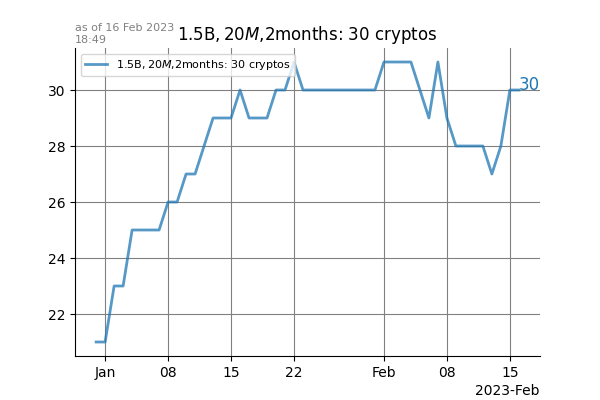 as of 16 Feb 2023
18:49
1.5B, 20M,2months: 30 cryptos
1.5B, 20M,2months: 30 cryptos
30
30
28
26
24
22
Jan 08 15 22 Feb 08 15
2023-Feb